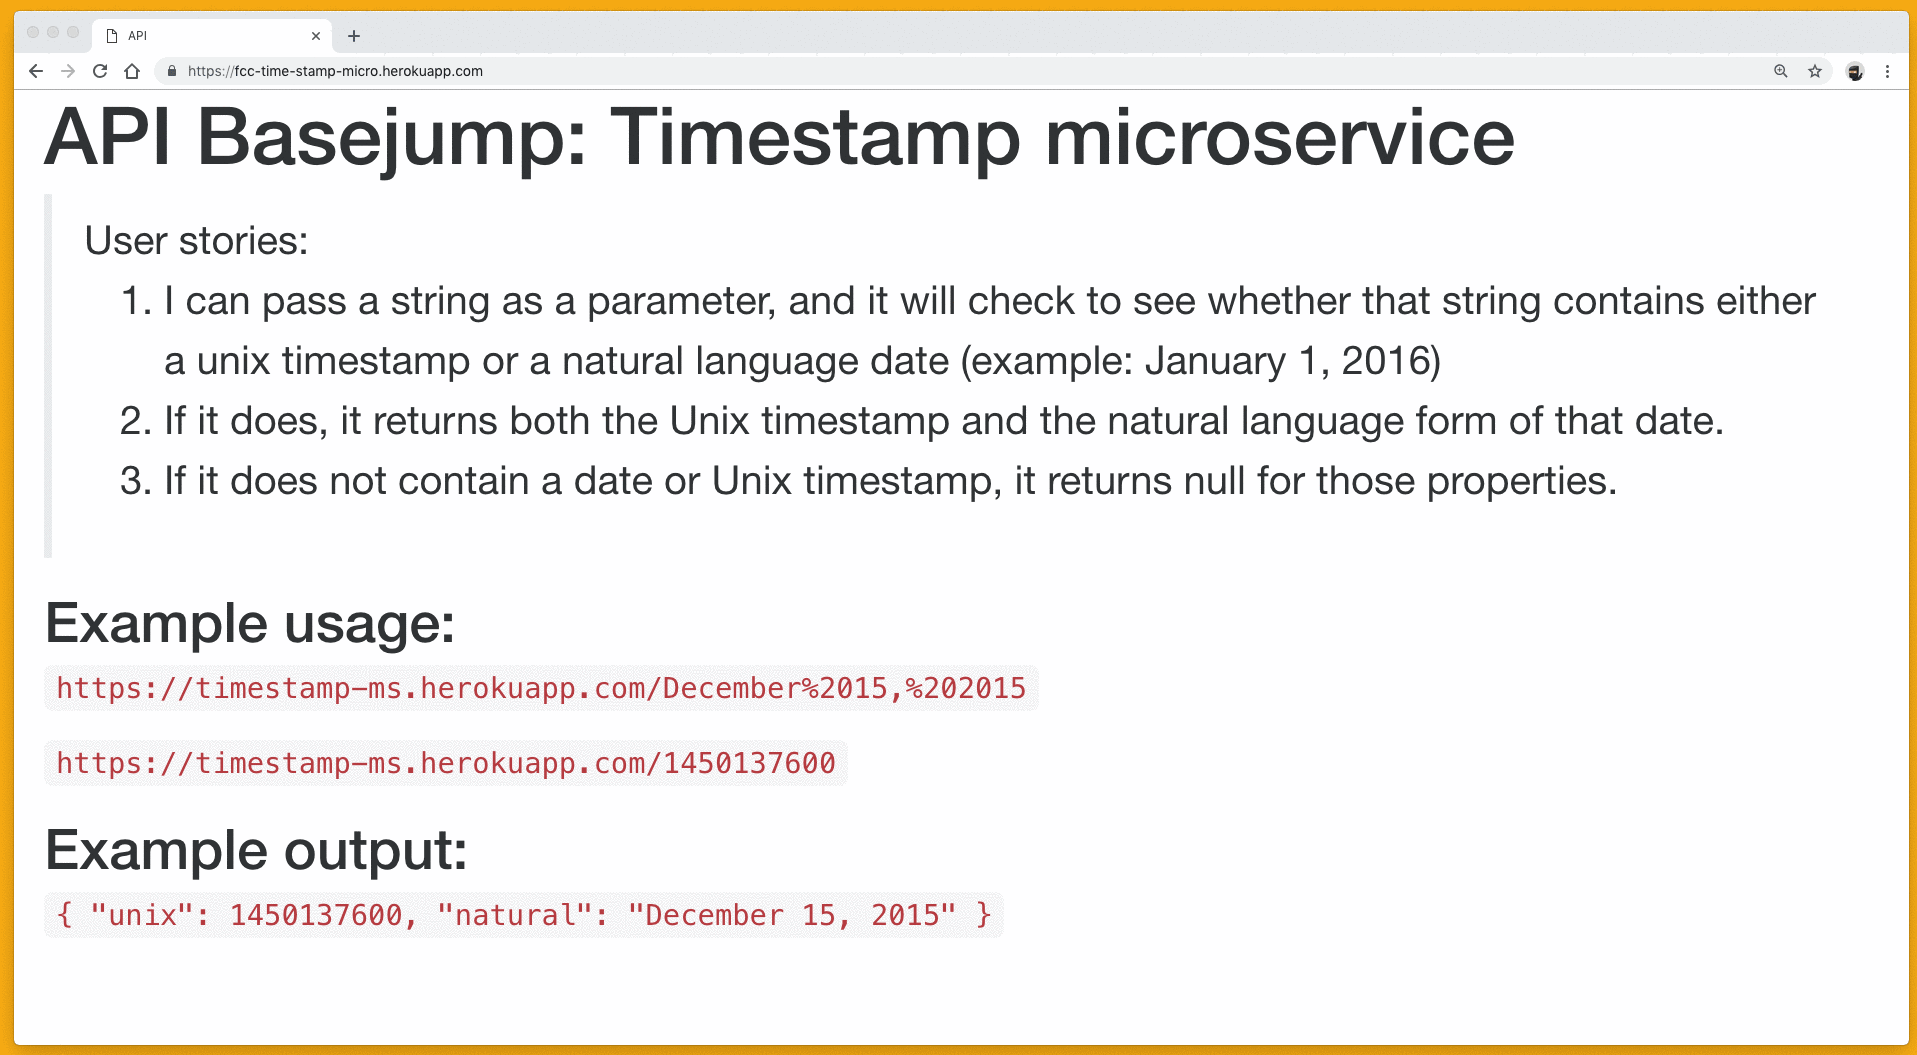 API
https://fcc-time-stamp-micro.herokuapp.com
API Basejump: Timestamp microservice
User stories:
1. I can pass a string as a parameter, and it will check to see whether that string contains either
a unix timestamp or a natural language date (example: January 1, 2016)
2. If it does, it returns both the Unix timestamp and the natural language form of that date.
3. If it does not contain a date or Unix timestamp, it returns null for those properties.
Example usage:
https://timestamp-ms.herokuapp.com/December%2015,%202015
https://timestamp-ms.herokuapp.com/1450137600
Example output:
{ "unix": 1450137600, "natural": "December 15, 2015" }